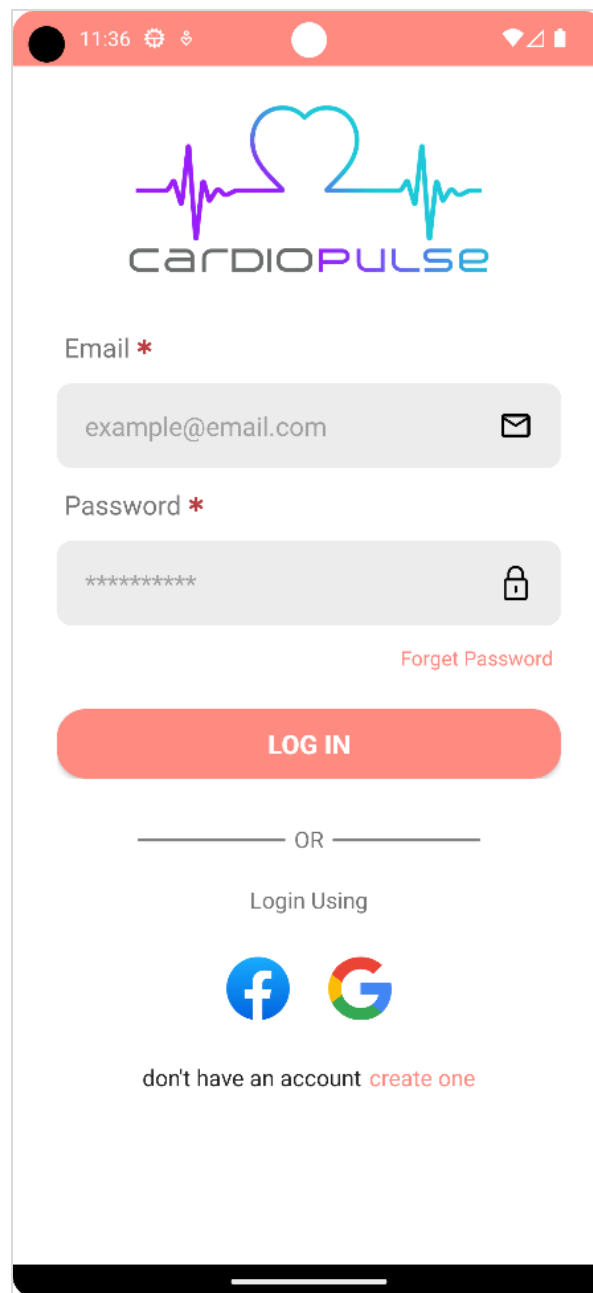 11:36
carDIOPULSe
Email *
example@email.com
Password *
**********
Forget Password
LOG IN
OR
Login Using
don't have an account create one